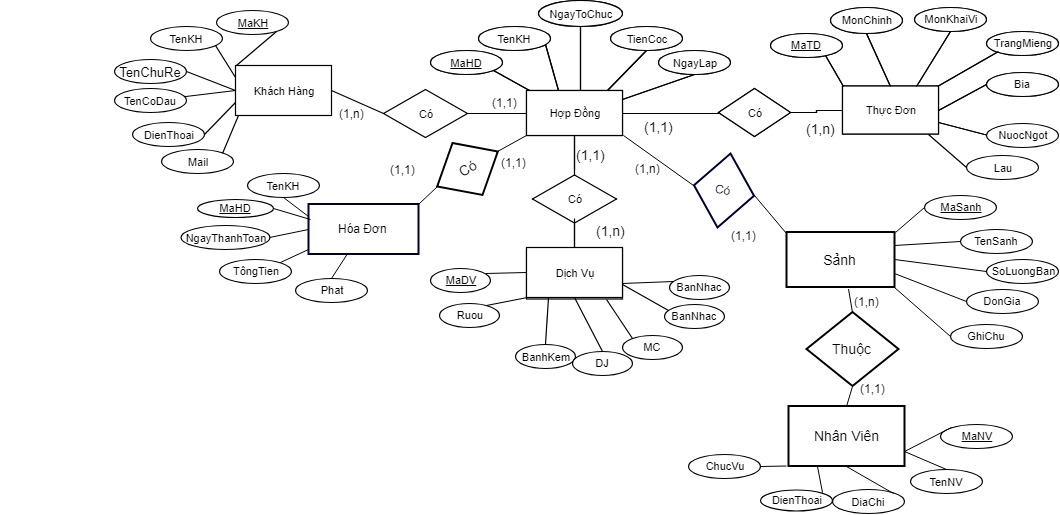 MaKH
TenKH
TenChuRe
TenCoDau
DienThoai
Mail
Khách Hàng
(1,n)
Có
(1,1)
NgayToChuc
TenKH
TienCoc
MaHD
NgayLap
Hợp Đồng
(1,1)
Có
(1,n)
MonChinh
MonKhaiVi
MaTD
TrangMieng
Bia
NuocNgot
Lau
Thực Đơn
(1,1)
Có
(1,1)
TenKH
MaHD
NgayThanhToan
TôngTien
Phat
Hóa Đơn
(1,1)
Có
(1,n)
MaDV
Ruou
BanhKem
DJ
MC
BanNhac
BanNhac
Dịch Vụ
(1,n)
Có
(1,1)
MaSanh
TenSanh
SoLuongBan
DonGia
GhiChu
Sảnh
(1,n)
Thuộc
(1,1)
Nhân Viên
MaNV
TenNV
ChucVu
DienThoai
DiaChi